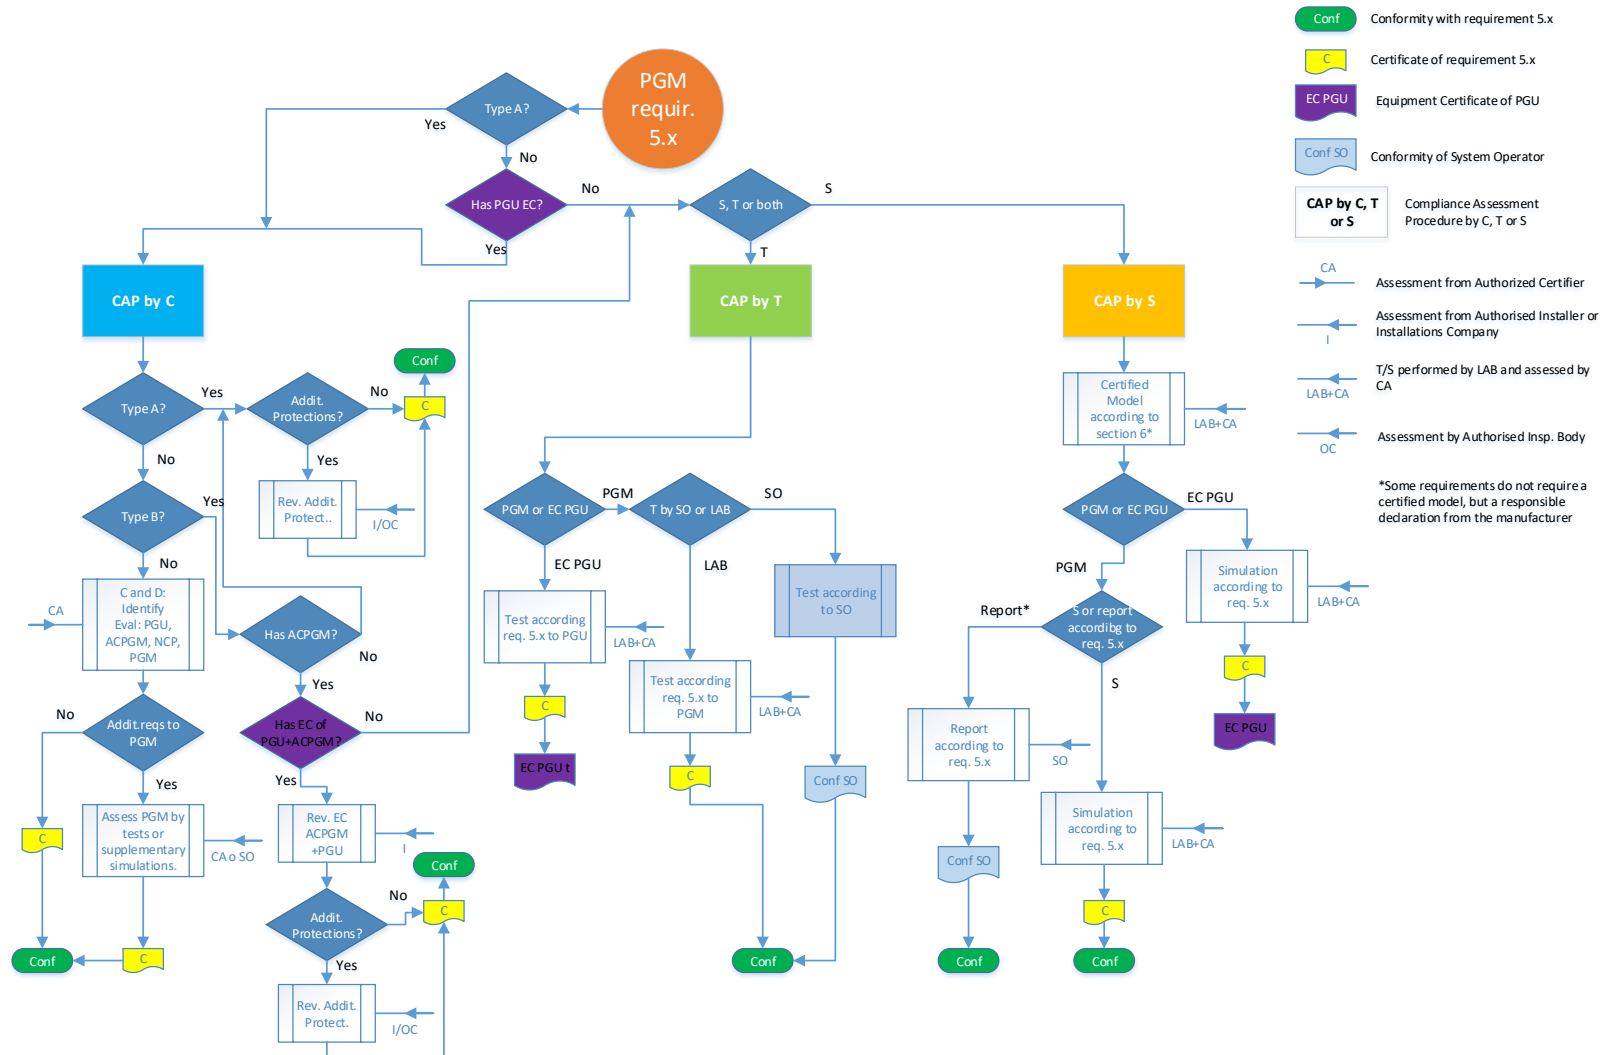 Conf
Conformity with requirement 5.x
C
Certificate of requirement 5.x
EC PGU
Equipment Certificate of PGU
Conf SO
Conformity of System Operator
CAP by C, T
or S
Compliance Assessment
Procedure by C, T or S
CA
Assessment from Authorized Certifier
Assessment from Authorised Installer or
Installations Company
I
T/S performed by LAB and assessed by
CA
LAB+CA
Assessment by Authorised Insp. Body
OC
*Some requirements do not require a
certified model, but a responsible
declaration from the manufacturer
PGM
requir.
5.x
Type A?
Yes
No
Has PGU EC?
No
Yes
S, T or both
S
T
CAP by C
CAP by T
CAP by S
Type A?
Yes
No
Addit.
Protections?
No
C
Conf
Yes
Rev. Addit.
Protect..
I/OC
Type B?
Yes
No
C and D:
Identify
Eval: PGU,
ACPGM, NCP,
PGM
CA
Addit.reqs to
PGM
No
Yes
C
Assess PGM by
tests or
supplementary
simulations.
CA o SO
C
Conf
Has ACPGM?
No
Yes
Has EC of
PGU+ACPGM?
No
Yes
Rev. EC
ACPGM
+PGU
I
Conf
Addit.
Protections?
No
C
Yes
Rev. Addit.
Protect.
I/OC
PGM or EC PGU
PGM
EC PGU
T by SO or LAB
SO
LAB
Test according
req. 5.x to PGU
LAB+CA
C
EC PGU t
Test according
req. 5.x to
PGM
LAB+CA
C
Test according
to SO
Conf SO
Conf
Certified
Model
according to
section 6*
LAB+CA
PGM or EC PGU
EC PGU
PGM
Simulation
according to
req. 5.x
LAB+CA
C
EC PGU
S or report
accordibg to
req. 5.x
Report*
S
Report
according to
req. 5.x
SO
Conf SO
Conf
Simulation
according to
req. 5.x
LAB+CA
C
Conf